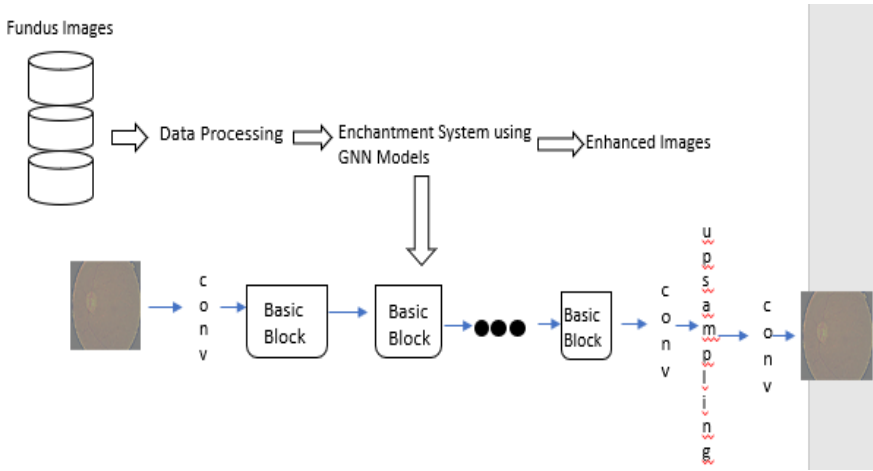 Fundus Images
Data Processing
Enchantment System using
GNN Models
Enhanced Images
conv
Basic
Block
Basic
Block
Basic
Block
conv
upsampling
conv